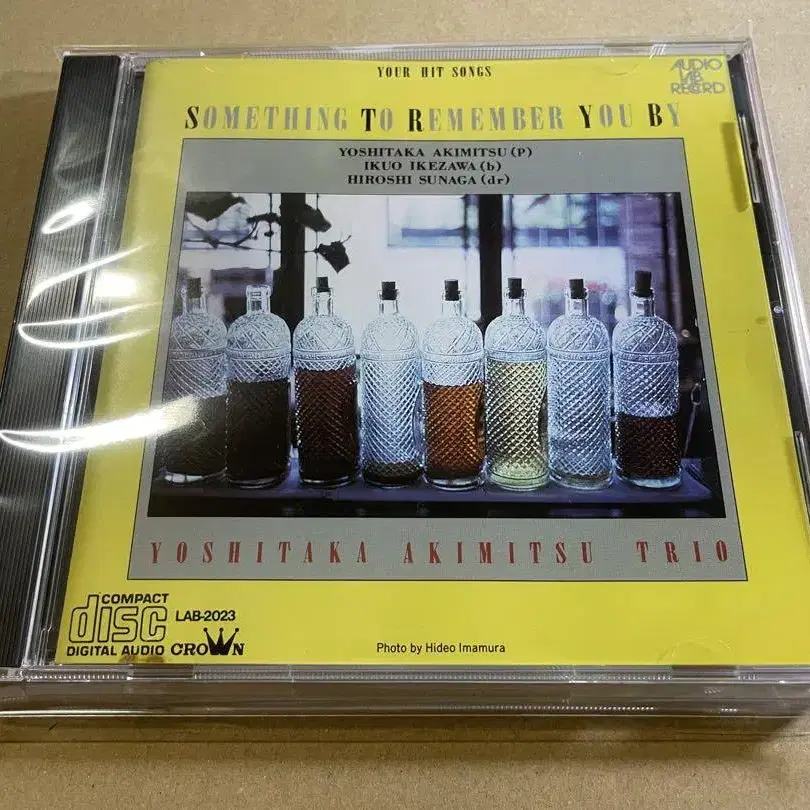 YOUR HIT SONGS
AUDIO
LAB.
RECORD
SOMETHING TO REMEMBER YOU BY
YOSHITAKA AKIMITSU (P)
IKUO IKEZAWA (b)
HIROSHI SUNAGA (dr)
YOSHITAKA AKIMITSU TRIO
COMPACT
disc
DIGITAL AUDIO
LAB-2023
CROWN
Photo by Hideo Imamura